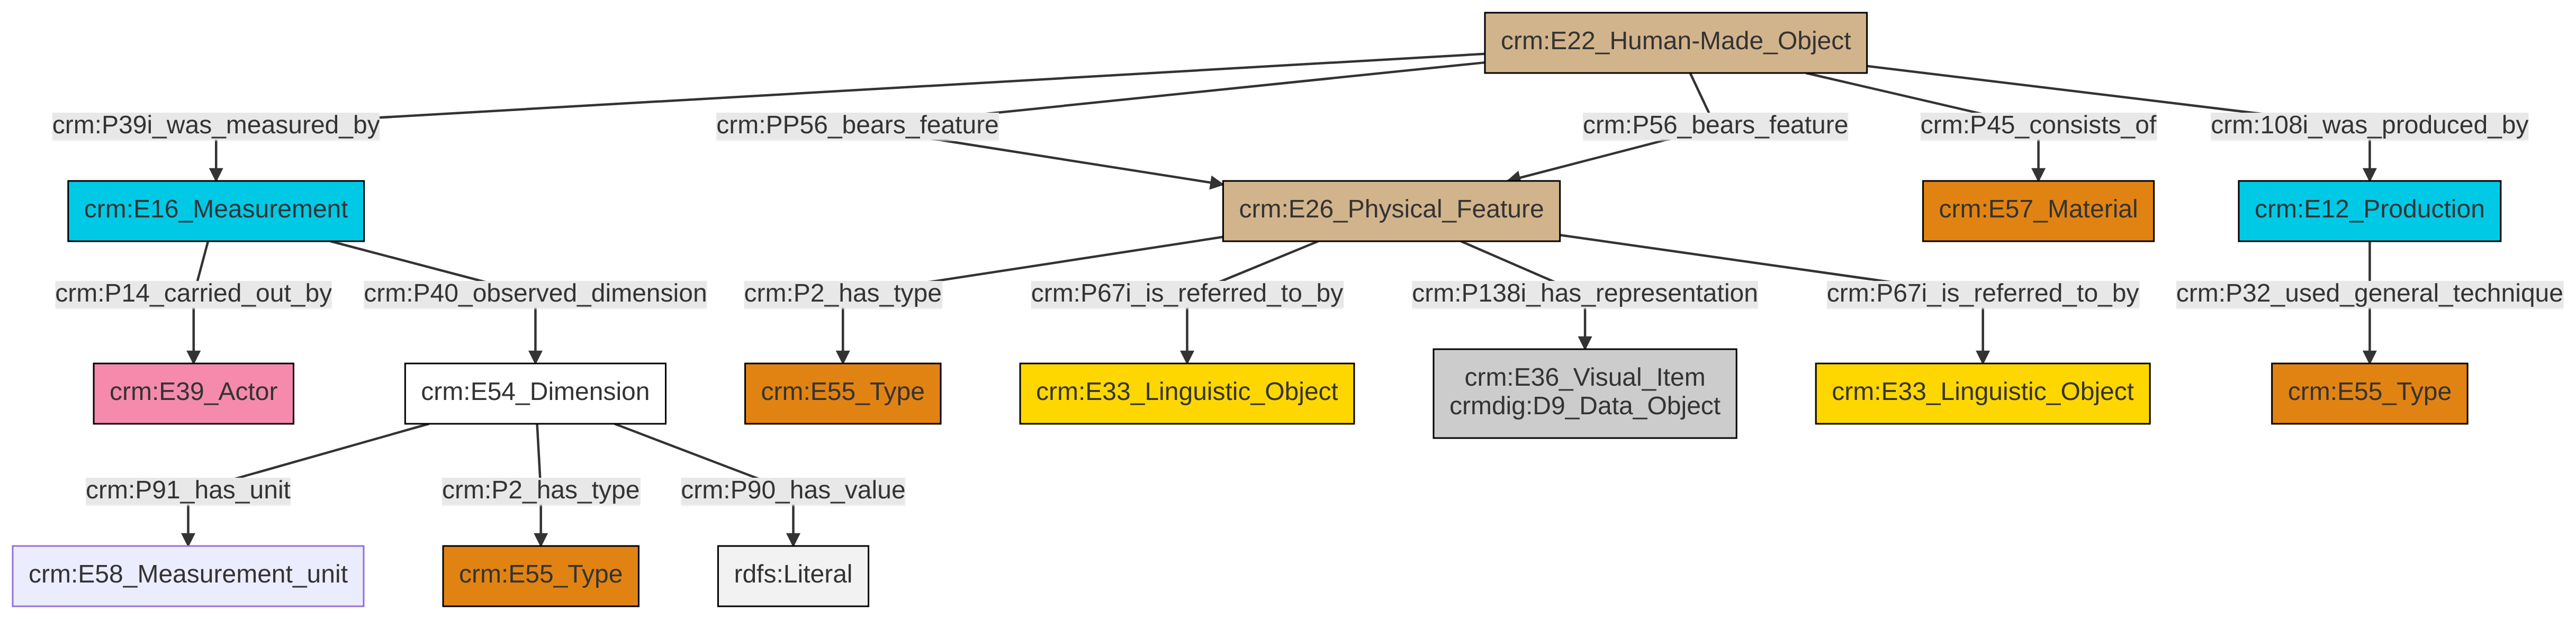 crm:E22_Human-Made_Object
crm:P39i_was_measured_by
crm:PP56_bears_feature
crm:P56_bears_feature
crm:P45_consists_of
crm:108i_was_produced_by
crm:E16_Measurement
crm:E26_Physical_Feature
crm:E57_Material
crm:E12_Production
crm:P14_carried_out_by
crm:P40_observed_dimension
crm:P2_has_type
crm:P67i_is_referred_to_by
crm:P138i_has_representation
crm:P67i_is_referred_to_by
crm:P32_used_general_technique
crm:E39_Actor
crm:E54_Dimension
crm:E55_Type
crm:E33_Linguistic_Object
crm:E36_Visual_Item
crmdig:D9_Data_Object
crm:E33_Linguistic_Object
crm:E55_Type
crm:P91_has_unit
crm:P2_has_type
crm:P90_has_value
crm:E58_Measurement_unit
crm:E55_Type
rdfs:Literal